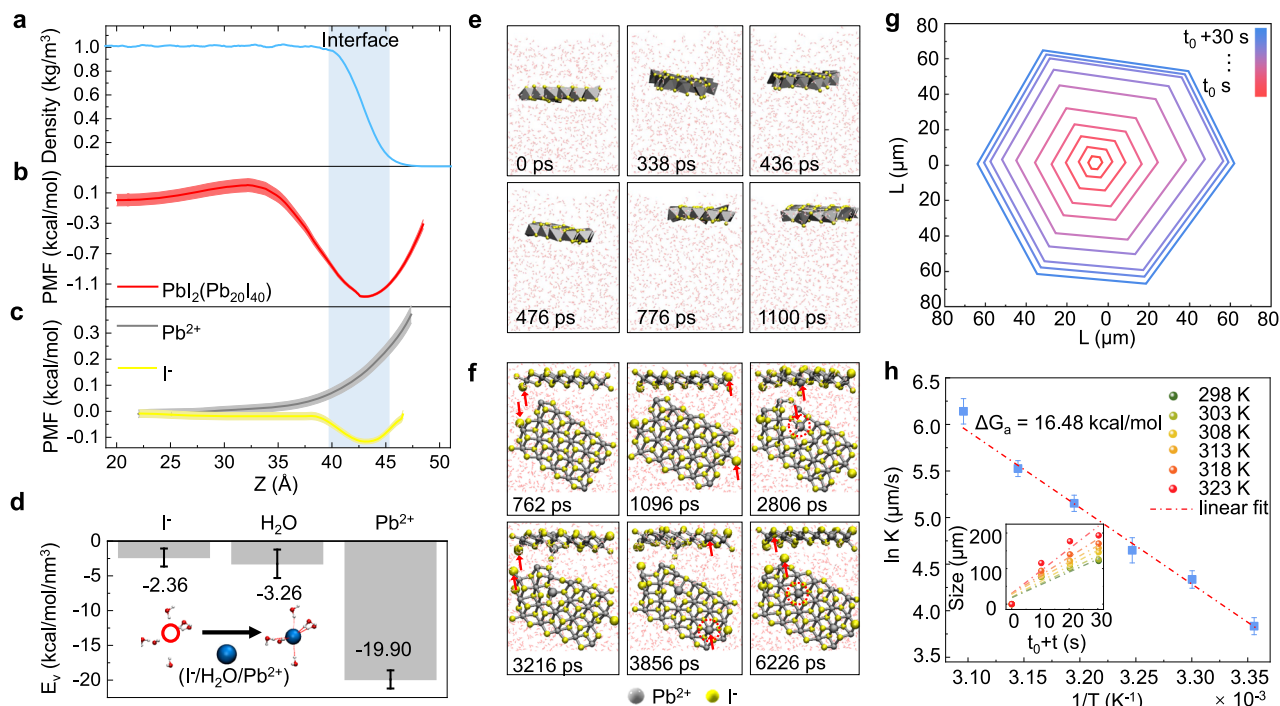 a
Density (kg/m³)
1.0
0.8
0.6
0.4
0.2
Interface
b
PMF (kcal/mol)
0.1
-0.3
-0.7
-1.1
PbI₂(Pb₂₀I₄₀)
c
PMF (kcal/mol)
0.3
0.2
0.1
0.0
-0.1
Pb²⁺
I⁻
20 25 30 35 40 45 50
Z (Å)
d
I⁻ H₂O Pb²⁺
Eᵥ (kcal/mol/nm³)
0
-5
-10
-15
-20
-2.36
-3.26
-19.90
(I⁻/H₂O/Pb²⁺)
e
0 ps
338 ps
436 ps
476 ps
776 ps
1100 ps
f
762 ps
1096 ps
2806 ps
3216 ps
3856 ps
6226 ps
Pb²⁺ I⁻
g
t₀ +30 s
⋮
t₀ s
L (µm)
80
60
40
20
0
20
40
60
80
80 60 40 20 0 20 40 60 80
L (µm)
h
ln K (µm/s)
6.5
6.0
5.5
5.0
4.5
4.0
3.5
ΔGₐ = 16.48 kcal/mol
298 K
303 K
308 K
313 K
318 K
323 K
linear fit
Size (µm)
200
100
0
0 10 20 30
t₀+t (s)
3.10 3.15 3.20 3.25 3.30 3.35
1/T (K⁻¹) × 10⁻³